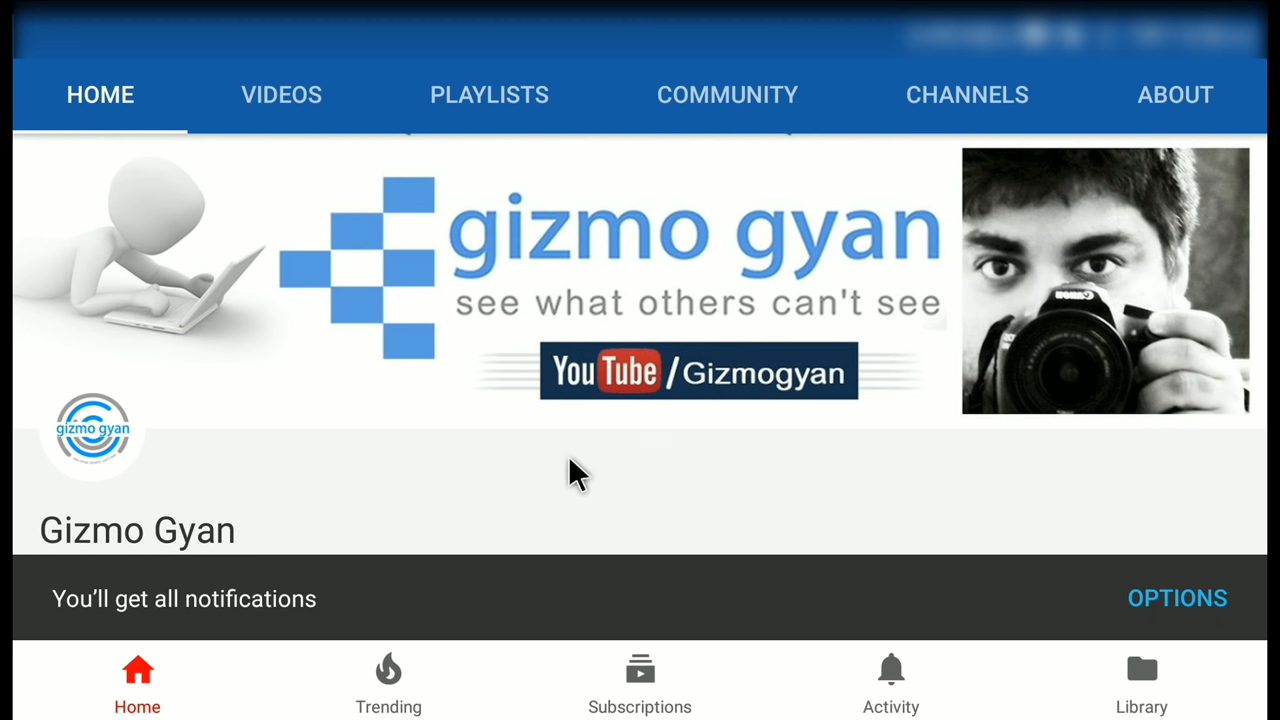 HOME VIDEOS PLAYLISTS COMMUNITY CHANNELS ABOUT
gizmo gyan
see what others can't see
YouTube /Gizmogyan
Canon
gizmo gyan
Gizmo Gyan
You’ll get all notifications OPTIONS
Home Trending Subscriptions Activity Library